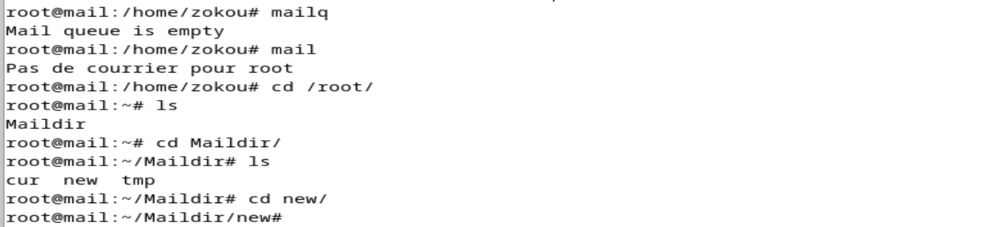 root@mail:/home/zokou# mailq
Mail queue is empty
root@mail:/home/zokou# mail
Pas de courrier pour root
root@mail:/home/zokou# cd /root/
root@mail:~# ls
Maildir
root@mail:~# cd Maildir/
root@mail:~/Maildir# ls
cur  new  tmp
root@mail:~/Maildir# cd new/
root@mail:~/Maildir/new#